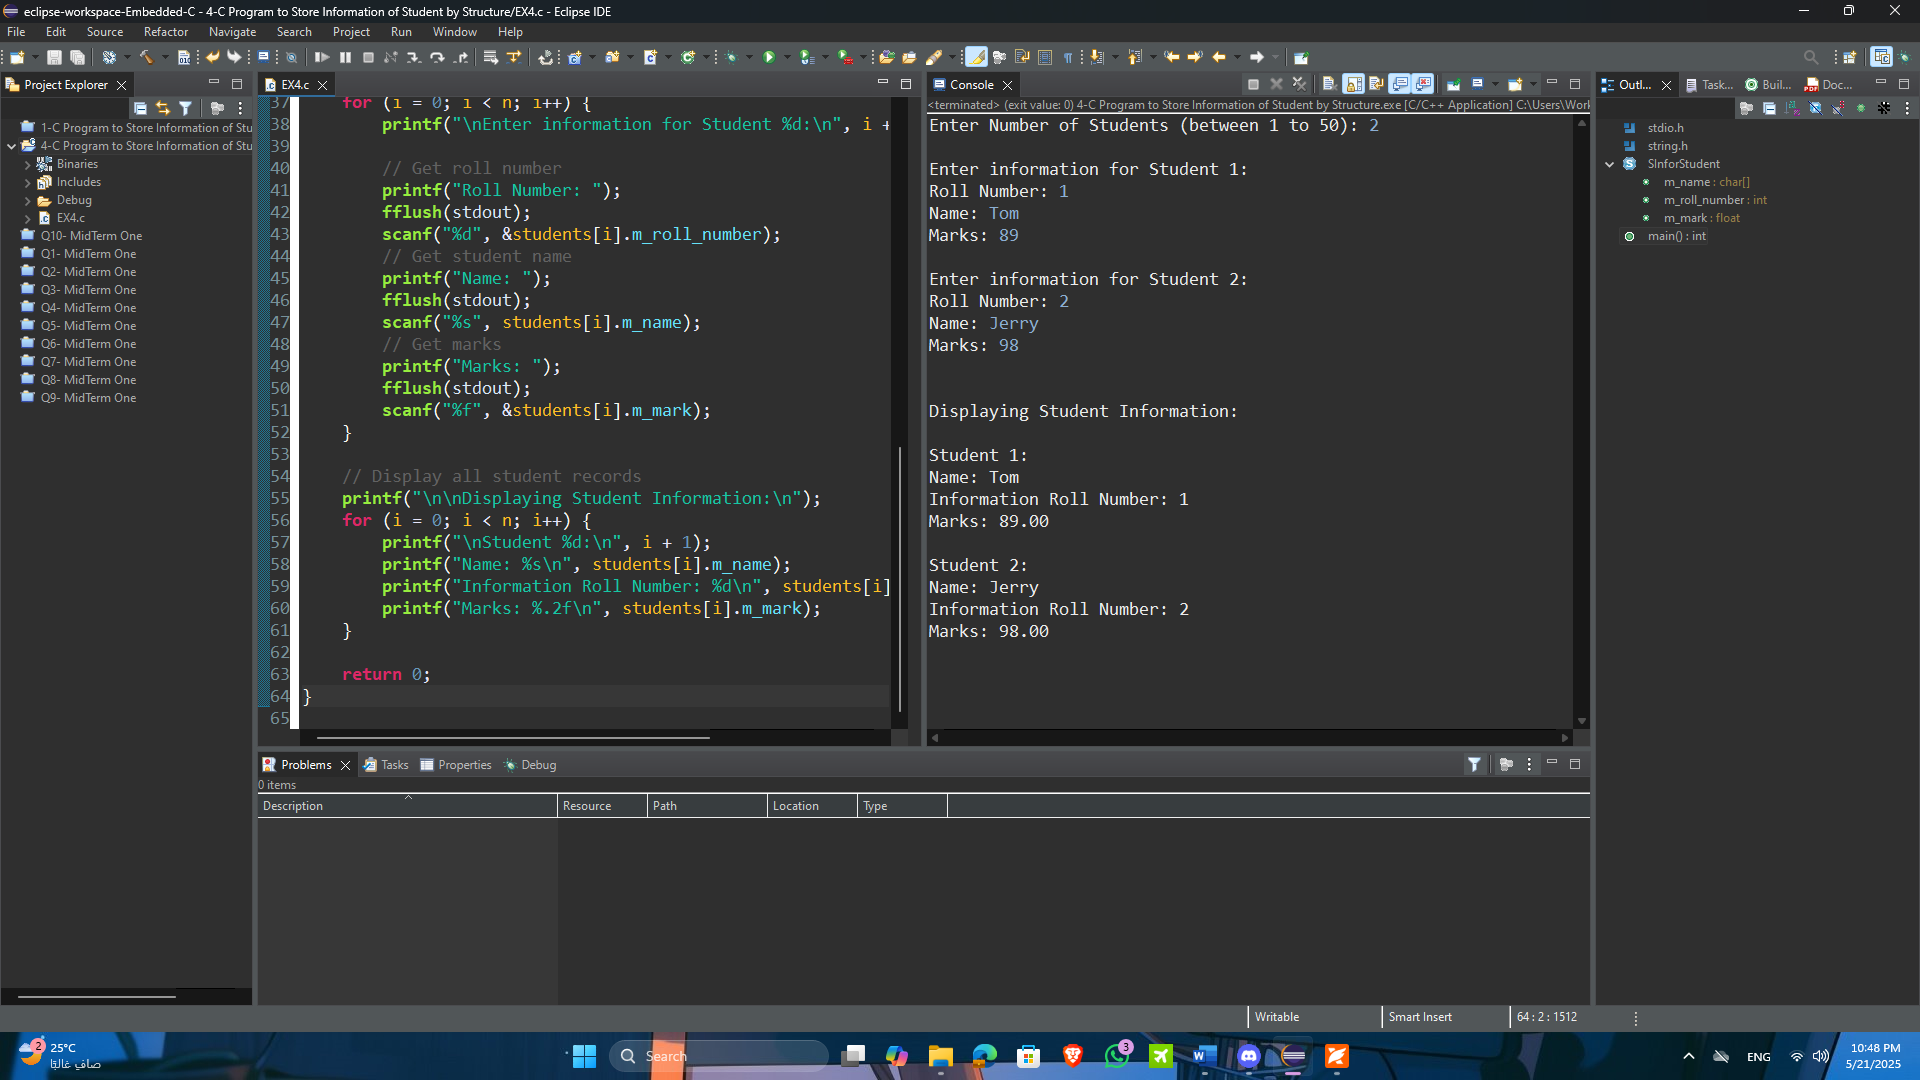 eclipse-workspace-Embedded-C - 4-C Program to Store Information of Student by Structure/EX4.c - Eclipse IDE
File Edit Source Refactor Navigate Search Project Run Window Help
Project Explorer
1-C Program to Store Information of Stu
4-C Program to Store Information of Stu
Binaries
Includes
Debug
EX4.c
Q10- MidTerm One
Q1- MidTerm One
Q2- MidTerm One
Q3- MidTerm One
Q4- MidTerm One
Q5- MidTerm One
Q6- MidTerm One
Q7- MidTerm One
Q8- MidTerm One
Q9- MidTerm One
EX4.c
37 for (i = 0; i < n; i++) {
38 printf("\nEnter information for Student %d:\n", i +
39
40 // Get roll number
41 printf("Roll Number: ");
42 fflush(stdout);
43 scanf("%d", &students[i].m_roll_number);
44 // Get student name
45 printf("Name: ");
46 fflush(stdout);
47 scanf("%s", students[i].m_name);
48 // Get marks
49 printf("Marks: ");
50 fflush(stdout);
51 scanf("%f", &students[i].m_mark);
52 }
53
54 // Display all student records
55 printf("\n\nDisplaying Student Information:\n");
56 for (i = 0; i < n; i++) {
57 printf("\nStudent %d:\n", i + 1);
58 printf("Name: %s\n", students[i].m_name);
59 printf("Information Roll Number: %d\n", students[i]
60 printf("Marks: %.2f\n", students[i].m_mark);
61 }
62
63 return 0;
64 }
65
Console
<terminated> (exit value: 0) 4-C Program to Store Information of Student by Structure.exe [C/C++ Application] C:\Users\Work
Enter Number of Students (between 1 to 50): 2
Enter information for Student 1:
Roll Number: 1
Name: Tom
Marks: 89
Enter information for Student 2:
Roll Number: 2
Name: Jerry
Marks: 98
Displaying Student Information:
Student 1:
Name: Tom
Information Roll Number: 1
Marks: 89.00
Student 2:
Name: Jerry
Information Roll Number: 2
Marks: 98.00
Outl... Task... Buil... Doc...
stdio.h
string.h
SInforStudent
m_name : char[]
m_roll_number : int
m_mark : float
main() : int
Problems Tasks Properties Debug
0 items
Description Resource Path Location Type
Writable Smart Insert 64 : 2 : 1512
2
25°C
صافي غالبًا
Search
3
ENG
10:48 PM
5/21/2025